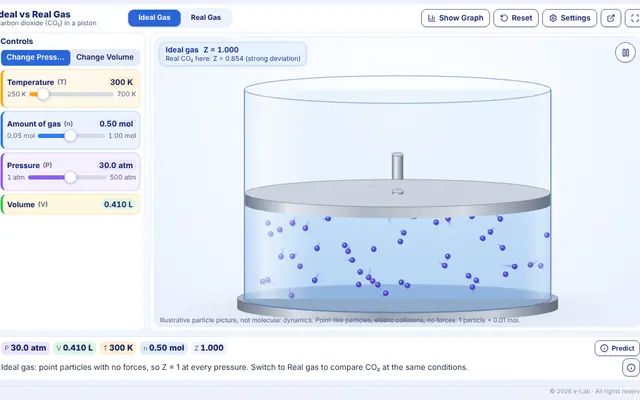 deal vs Real Gas
arbon dioxide (CO₂) in a piston
Ideal Gas
Real Gas
Show Graph
Reset
Settings
Controls
Change Press...
Change Volume
Temperature (T) 300 K
250 K 700 K
Amount of gas (n) 0.50 mol
0.05 mol 1.00 mol
Pressure (P) 30.0 atm
1 atm 500 atm
Volume (V) 0.410 L
Ideal gas Z = 1.000
Real CO₂ here: Z = 0.854 (strong deviation)
Illustrative particle picture, not molecular dynamics. Point-like particles, elastic collisions, no forces. 1 particle = 0.01 mol.
P 30.0 atm V 0.410 L T 300 K n 0.50 mol Z 1.000
Predict
Ideal gas: point particles with no forces, so Z = 1 at every pressure. Switch to Real gas to compare CO₂ at the same conditions.
© 2026 e-Lab · All rights reserv